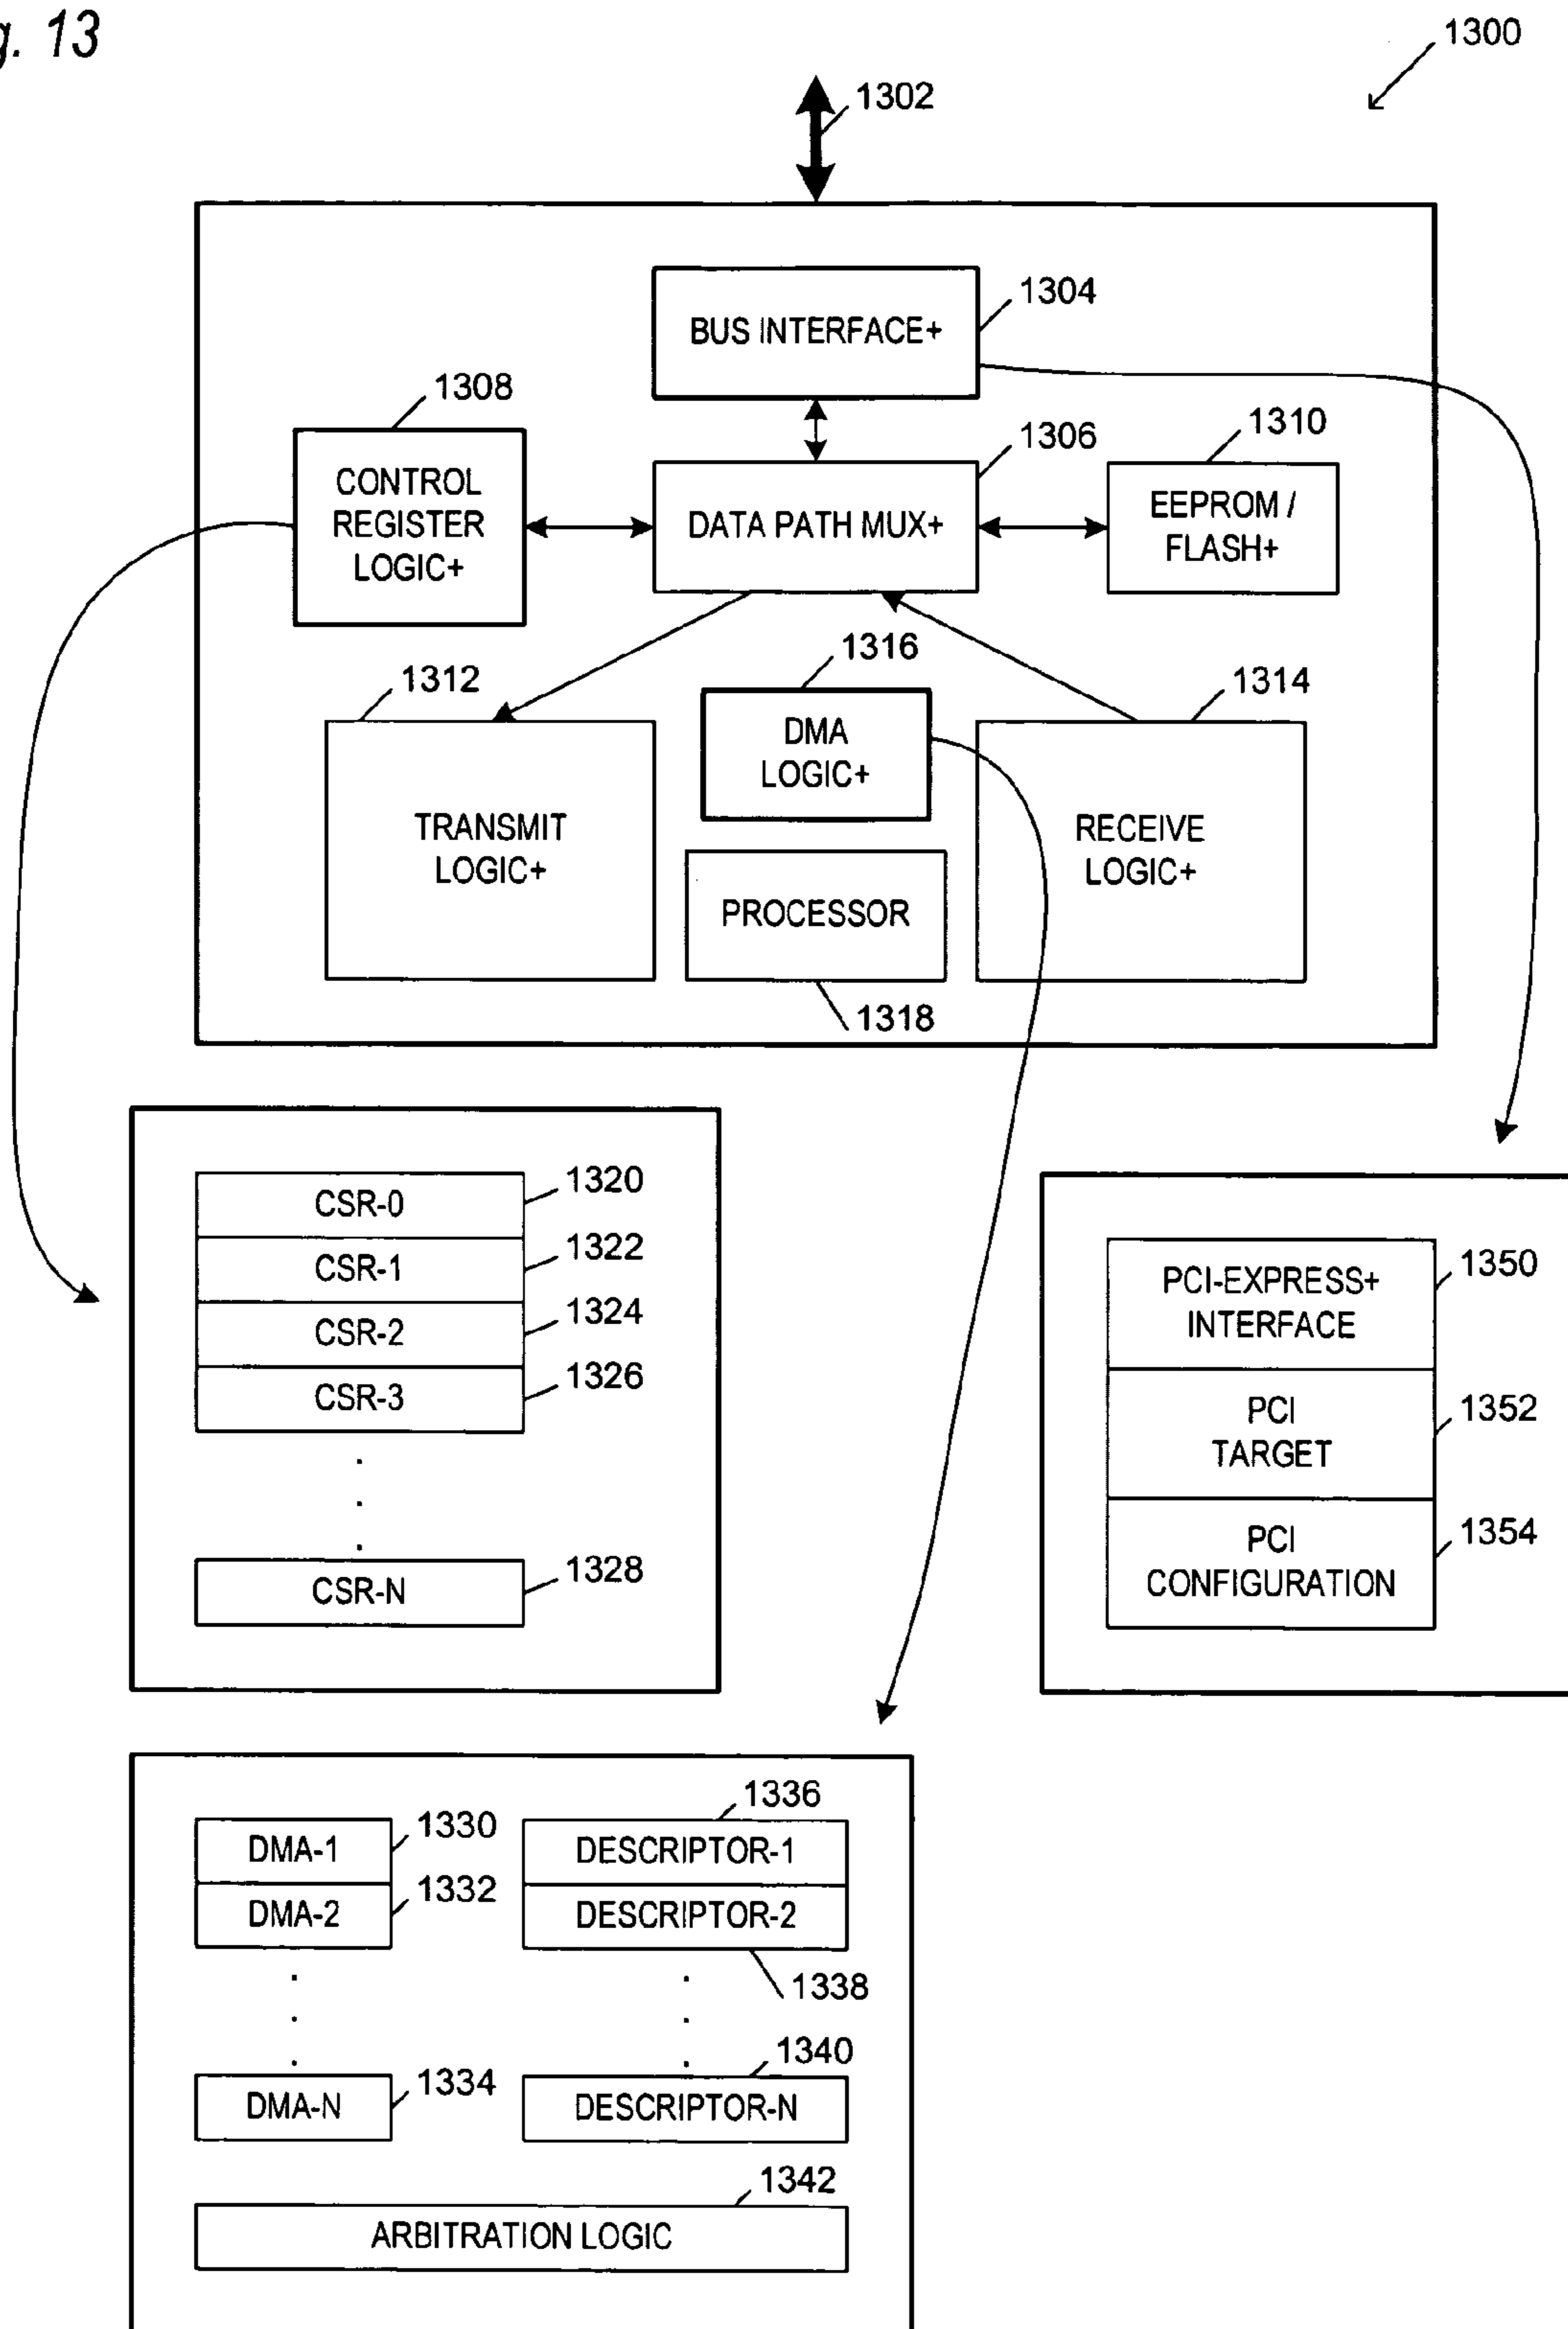 g. 13
1300
1302
BUS INTERFACE+
1304
1308
CONTROL
REGISTER
LOGIC+
DATA PATH MUX+
1306
1310
EEPROM /
FLASH+
1312
TRANSMIT
LOGIC+
1316
DMA
LOGIC+
1314
RECEIVE
LOGIC+
PROCESSOR
1318
CSR-0
1320
CSR-1
1322
CSR-2
1324
CSR-3
1326
.
.
.
CSR-N
1328
PCI-EXPRESS+
INTERFACE
1350
PCI
TARGET
1352
PCI
CONFIGURATION
1354
DMA-1
1330
DMA-2
1332
.
.
.
DMA-N
1334
1336
DESCRIPTOR-1
DESCRIPTOR-2
1338
.
.
.
1340
DESCRIPTOR-N
1342
ARBITRATION LOGIC